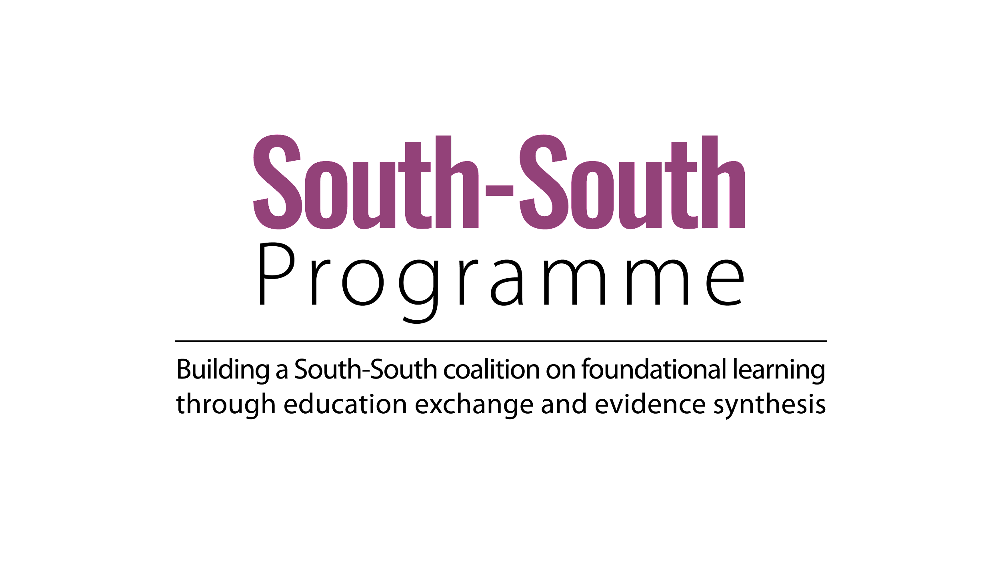 South-South
Programme
Building a South-South coalition on foundational learning
through education exchange and evidence synthesis